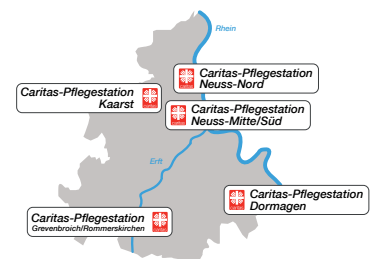 Rhein
Caritas-Pflegestation
Neuss-Nord
Caritas-Pflegestation
Kaarst
Caritas-Pflegestation
Neuss-Mitte/Süd
Erft
Caritas-Pflegestation
Dormagen
Caritas-Pflegestation
Grevenbroich/Rommerskirchen